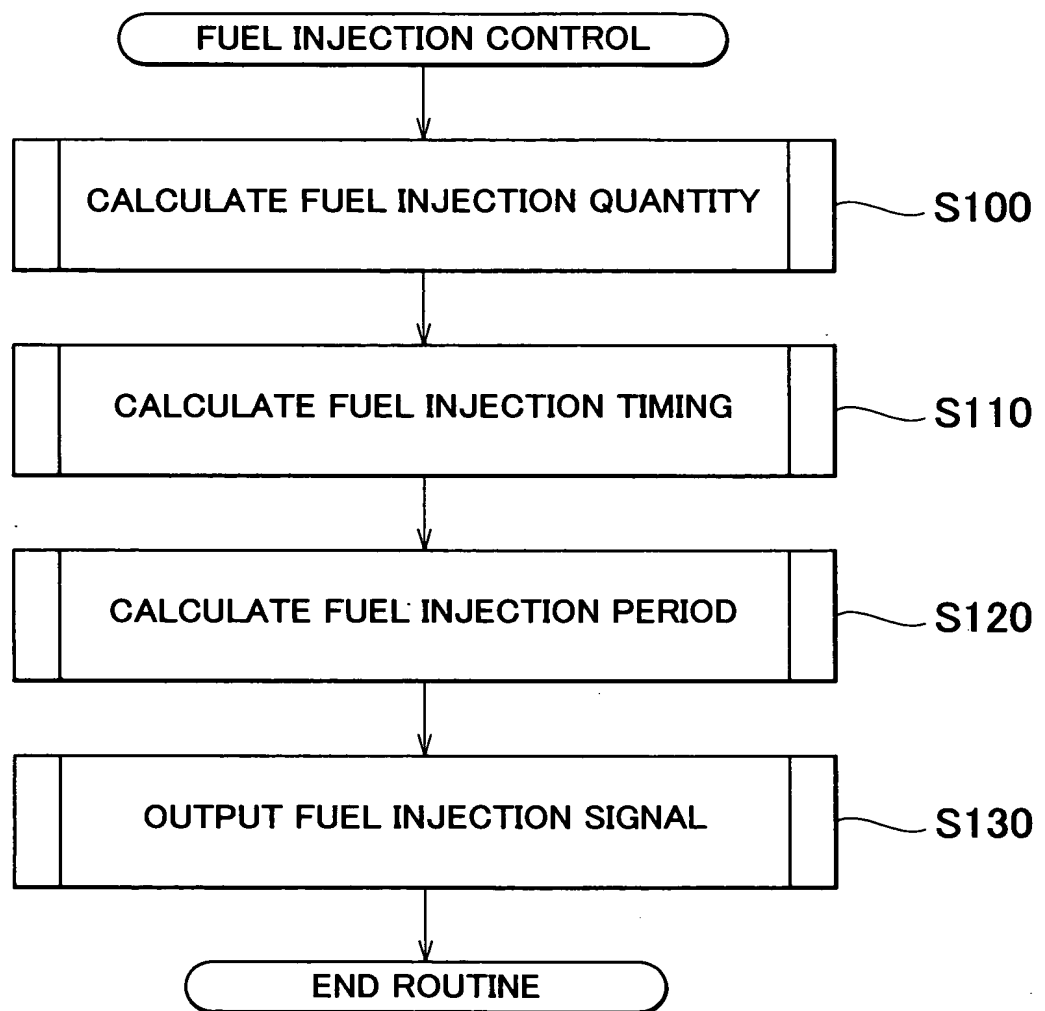 FUEL INJECTION CONTROL
CALCULATE FUEL INJECTION QUANTITY
S100
CALCULATE FUEL INJECTION TIMING
S110
CALCULATE FUEL INJECTION PERIOD
S120
OUTPUT FUEL INJECTION SIGNAL
S130
END ROUTINE